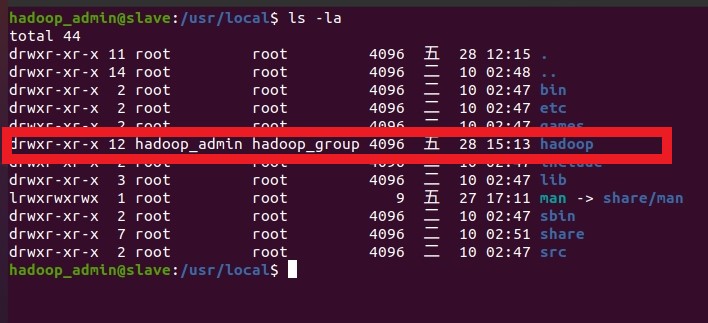 hadoop_admin@slave:/usr/local$ ls -la
total 44
drwxr-xr-x 11 root root 4096 五 28 12:15 .
drwxr-xr-x 14 root root 4096 二 10 02:48 ..
drwxr-xr-x 2 root root 4096 二 10 02:47 bin
drwxr-xr-x 2 root root 4096 二 10 02:47 etc
drwxr-xr-x 2 root root 4096 二 10 02:47 games
drwxr-xr-x 12 hadoop_admin hadoop_group 4096 五 28 15:13 hadoop
drwxr-xr-x 2 root root 4096 二 10 02:47 include
drwxr-xr-x 3 root root 4096 二 10 02:47 lib
lrwxrwxrwx 1 root root 9 五 27 17:11 man -> share/man
drwxr-xr-x 2 root root 4096 二 10 02:47 sbin
drwxr-xr-x 7 root root 4096 二 10 02:51 share
drwxr-xr-x 2 root root 4096 二 10 02:47 src
hadoop_admin@slave:/usr/local$